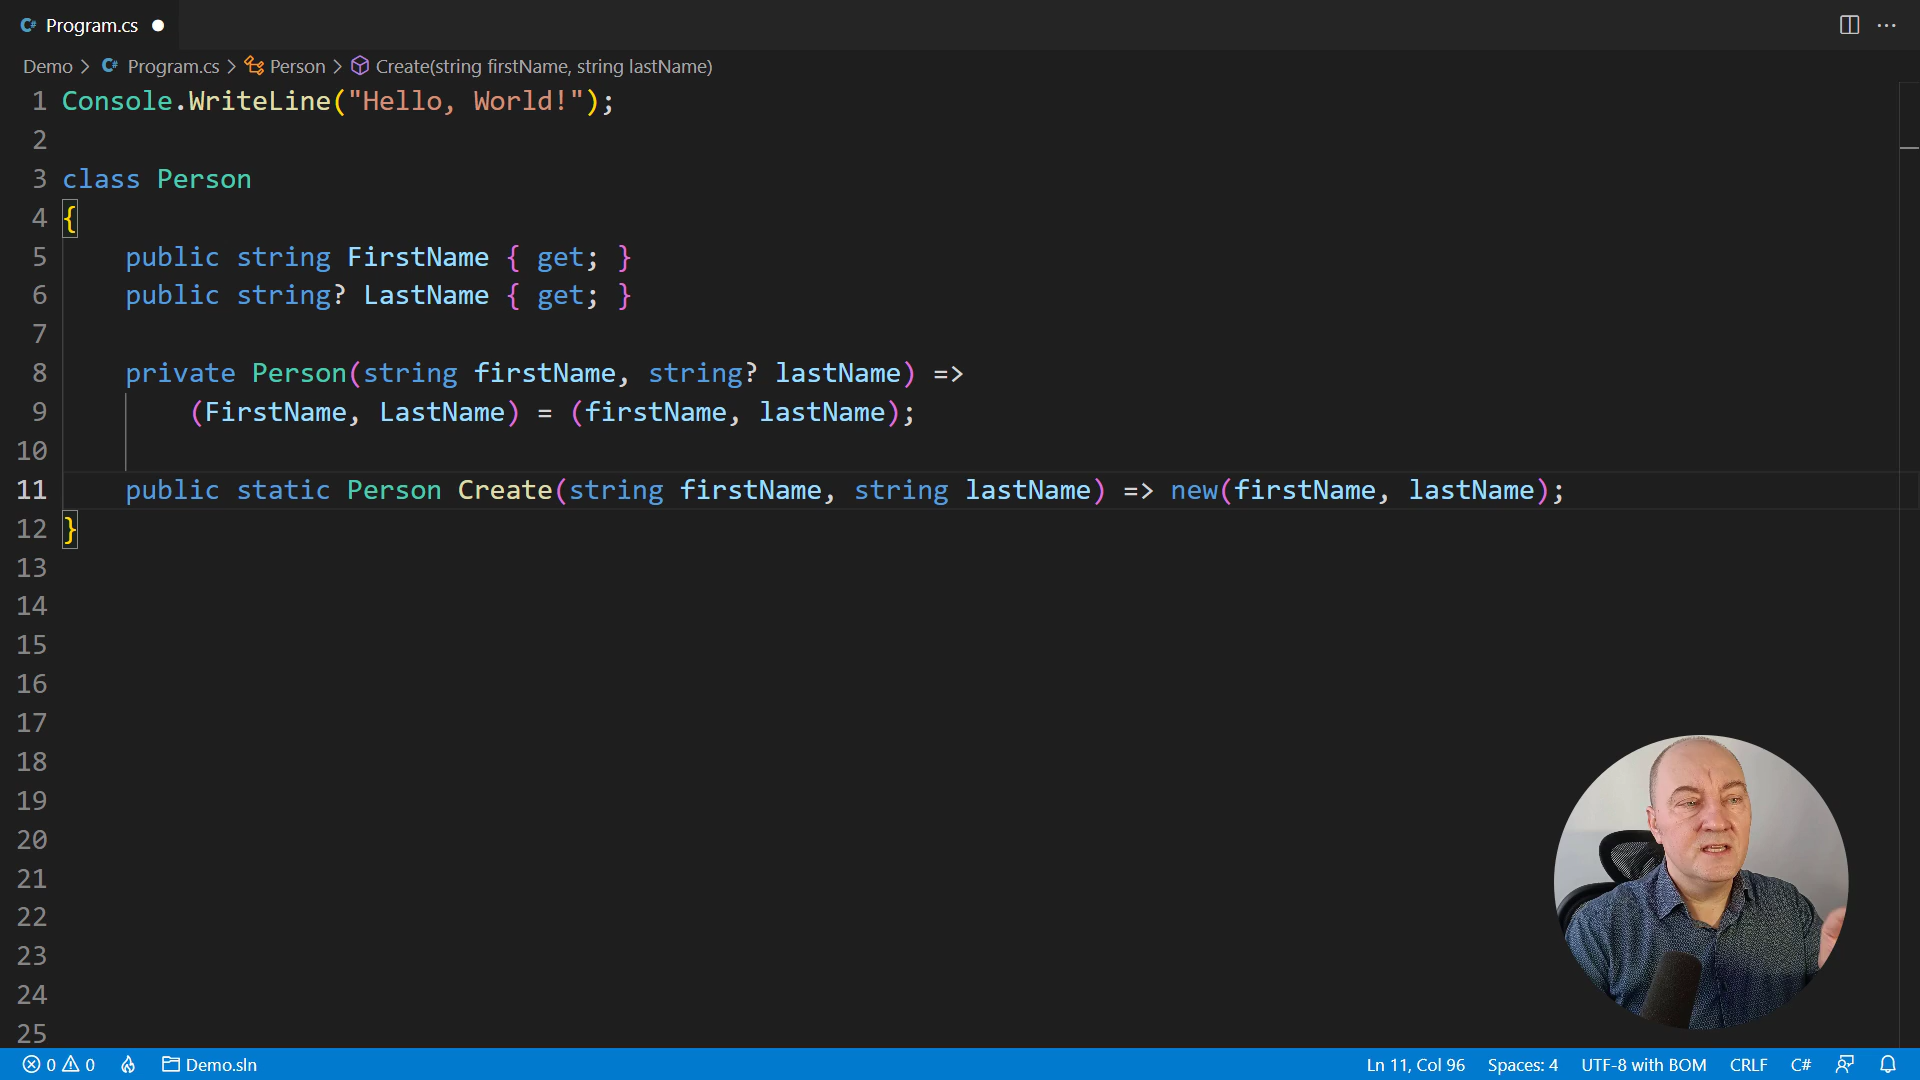 C# Program.cs
Demo > C# Program.cs > Person > Create(string firstName, string lastName)
1 Console.WriteLine("Hello, World!");
2
3 class Person
4 {
5 public string FirstName { get; }
6 public string? LastName { get; }
7
8 private Person(string firstName, string? lastName) =>
9 (FirstName, LastName) = (firstName, lastName);
10
11 public static Person Create(string firstName, string lastName) => new(firstName, lastName);
12 }
13
14
15
16
17
18
19
20
21
22
23
24
25
0 0 Demo.sln Ln 11, Col 96 Spaces: 4 UTF-8 with BOM CRLF C#